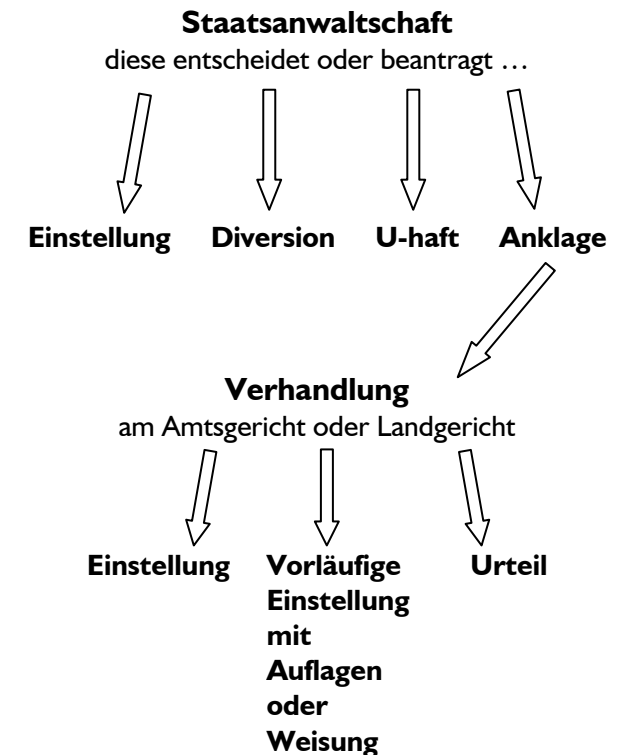 Staatsanwaltschaft
diese entscheidet oder beantragt …
Einstellung Diversion U-haft Anklage
Verhandlung
am Amtsgericht oder Landgericht
Einstellung Vorläufige Urteil
Einstellung
mit
Auflagen
oder
Weisung